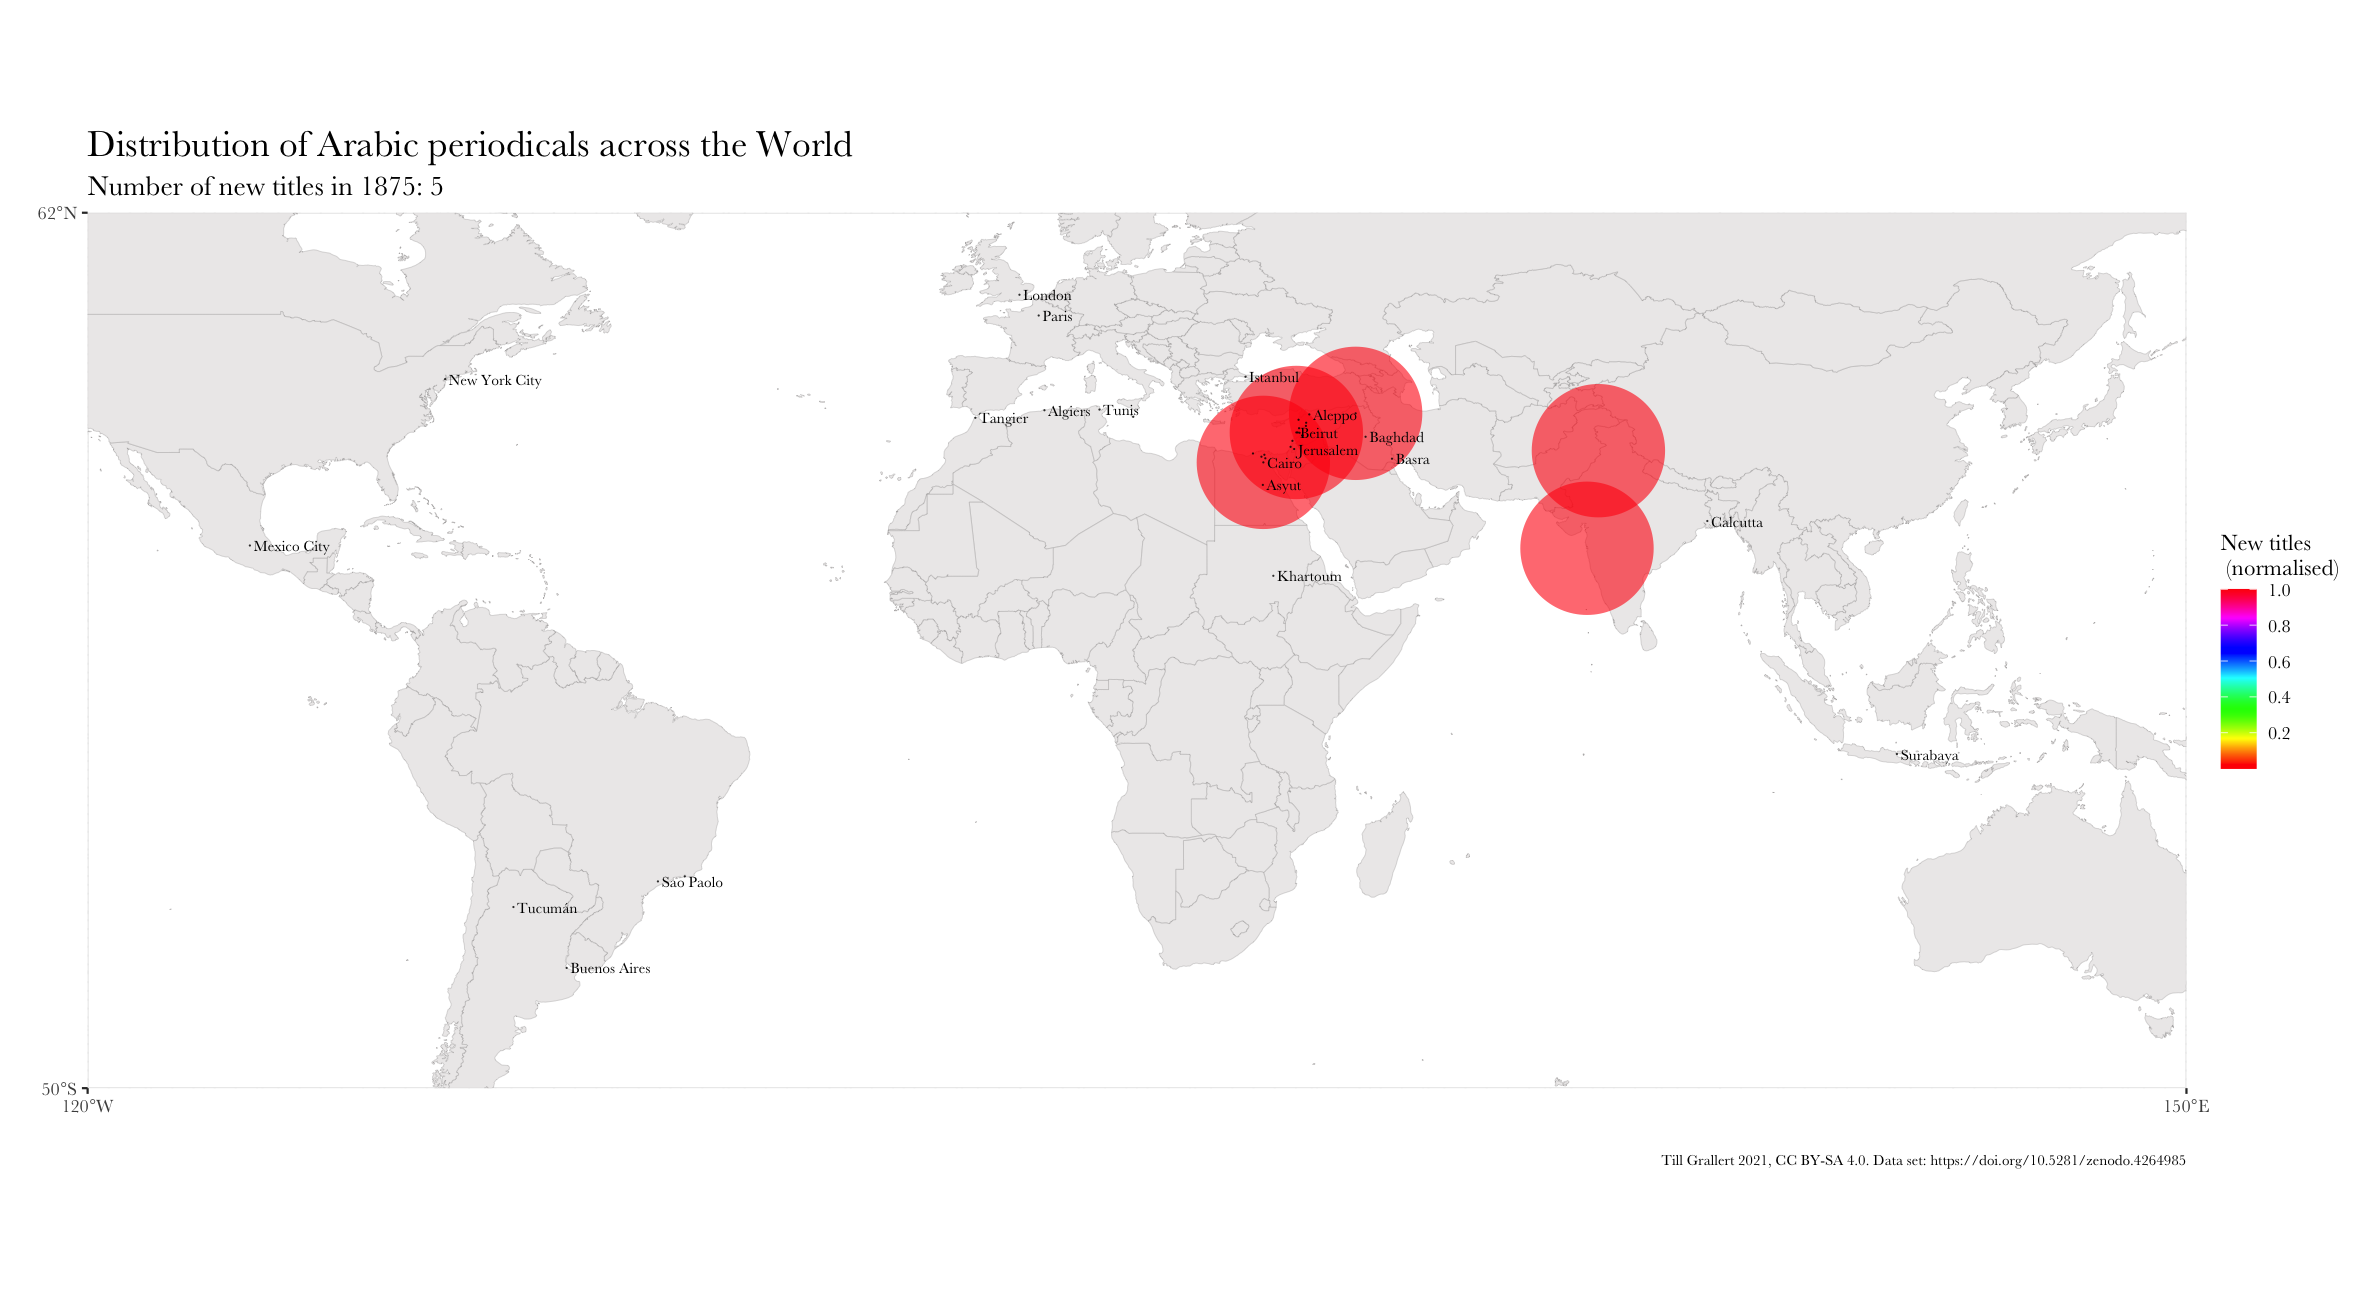 Distribution of Arabic periodicals across the World
Number of new titles in 1875: 5
62°N
London
Paris
New York City
Istanbul
Tangier
Algiers
Tunis
Aleppo
Beirut
Baghdad
Jerusalem
Basra
Cairo
Asyut
Calcutta
Mexico City
Khartoum
New titles
(normalised)
1.0
0.8
0.6
0.4
0.2
Surabaya
Sao Paolo
Tucumán
Buenos Aires
50°S
120°W
150°E
Till Grallert 2021, CC BY-SA 4.0. Data set: https://doi.org/10.5281/zenodo.4264985